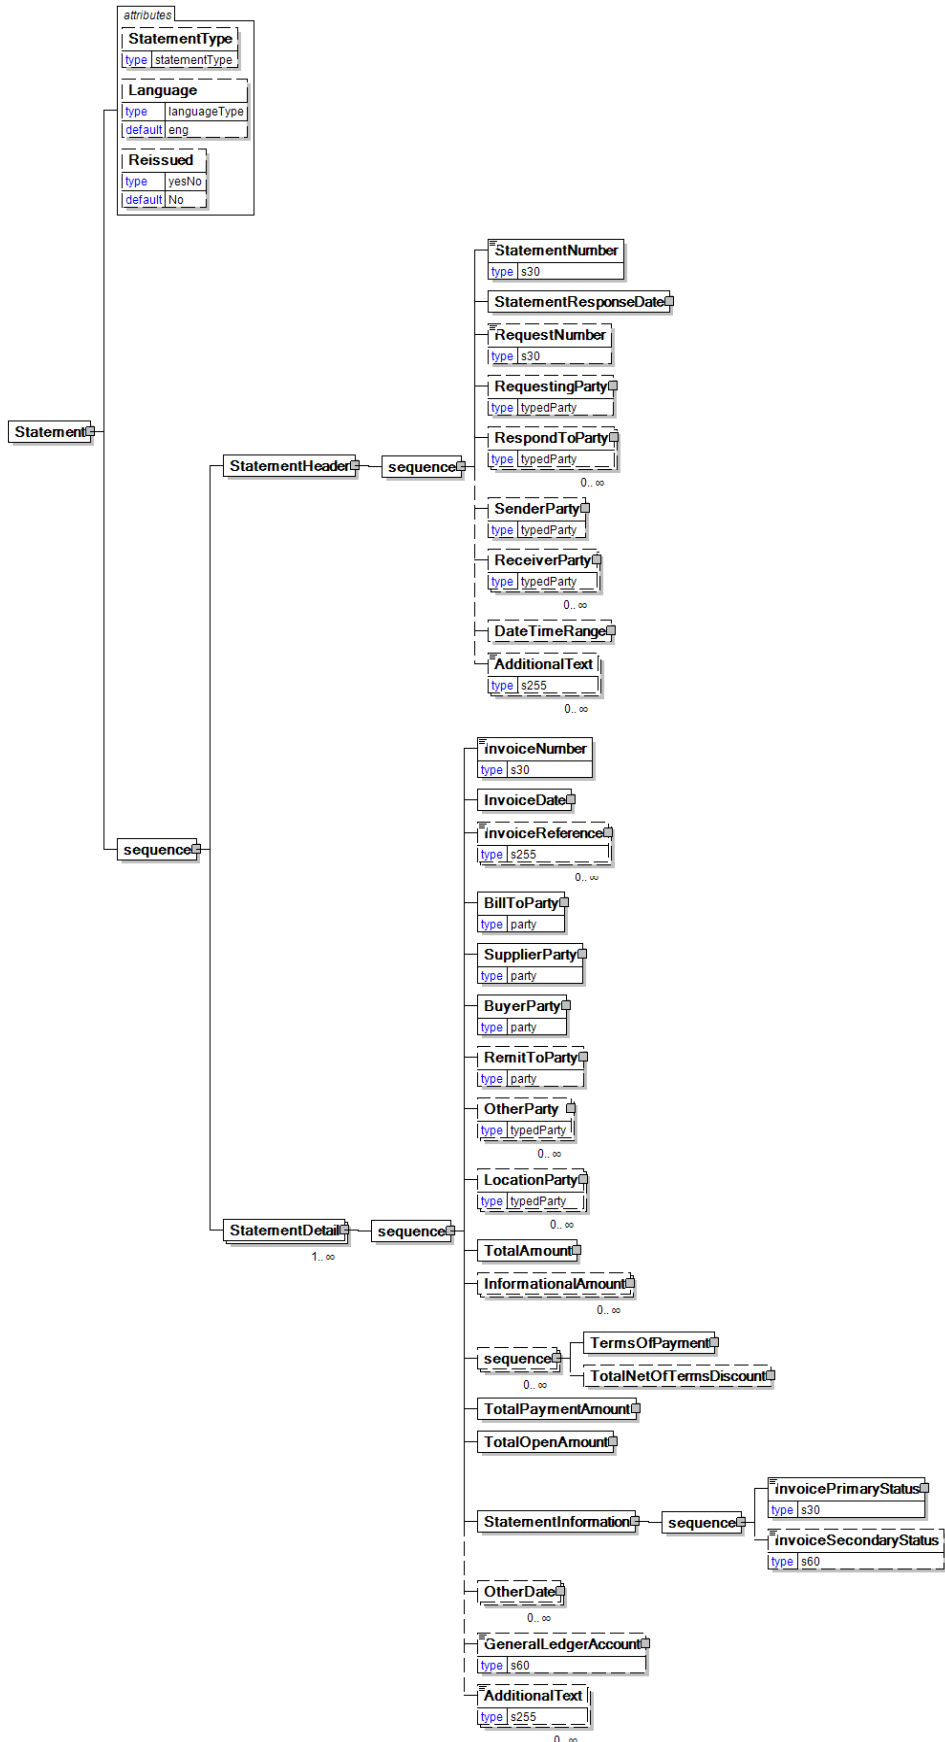 attributes
StatementType
type statementType
Language
type languageType
default eng
Reissued
type yesNo
default No
Statement
sequence
StatementHeader
sequence
StatementNumber
type s30
StatementResponseDate
RequestNumber
type s30
RequestingParty
type typedParty
RespondToParty
type typedParty
0.. ∞
SenderParty
type typedParty
ReceiverParty
type typedParty
0.. ∞
DateTimeRange
AdditionalText
type s255
0.. ∞
StatementDetail
1.. ∞
sequence
InvoiceNumber
type s30
InvoiceDate
InvoiceReference
type s255
0.. ∞
BillToParty
type party
SupplierParty
type party
BuyerParty
type party
RemitToParty
type party
OtherParty
type typedParty
0.. ∞
LocationParty
type typedParty
0.. ∞
TotalAmount
InformationalAmount
0.. ∞
sequence
0.. ∞
TermsOfPayment
TotalNetOfTermsDiscount
TotalPaymentAmount
TotalOpenAmount
StatementInformation
sequence
InvoicePrimaryStatus
type s30
InvoiceSecondaryStatus
type s60
OtherDate
0.. ∞
GeneralLedgerAccount
type s60
AdditionalText
type s255
0.. ∞